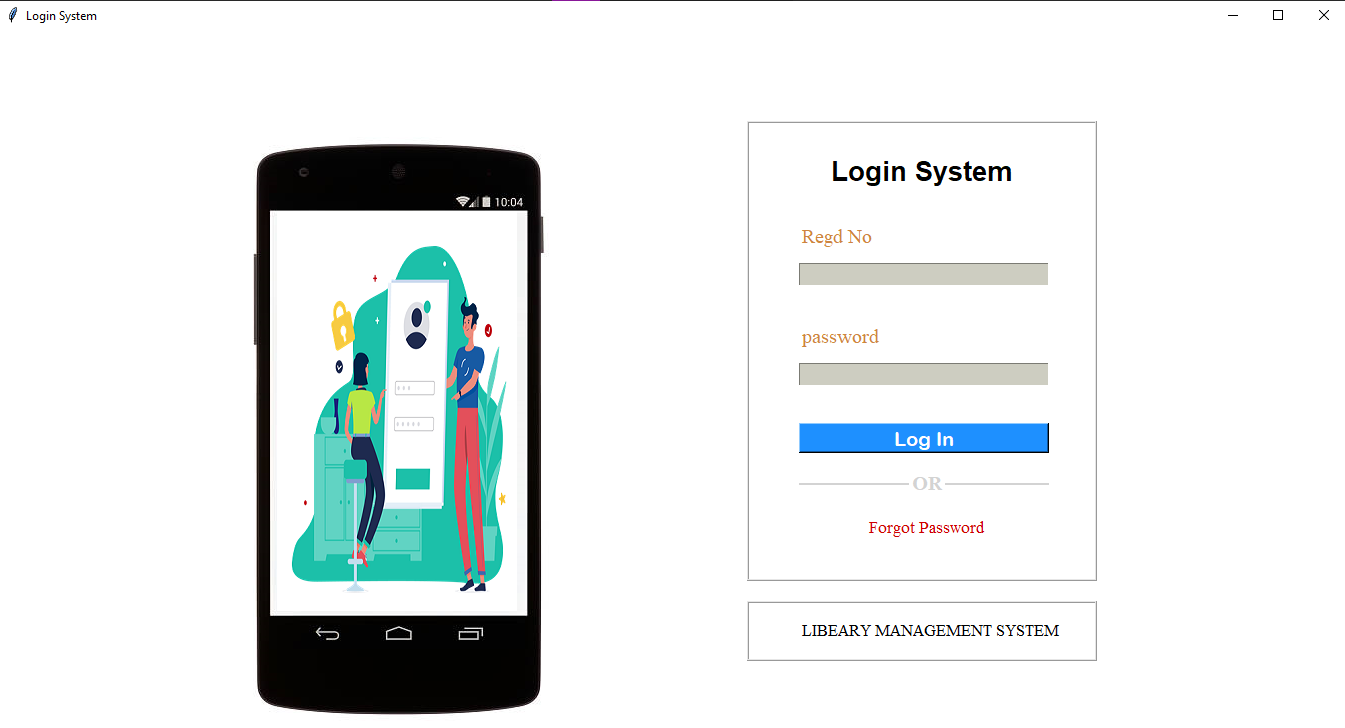 Login System
10:04
Login System
Regd No
password
Log In
OR
Forgot Password
LIBEARY MANAGEMENT SYSTEM